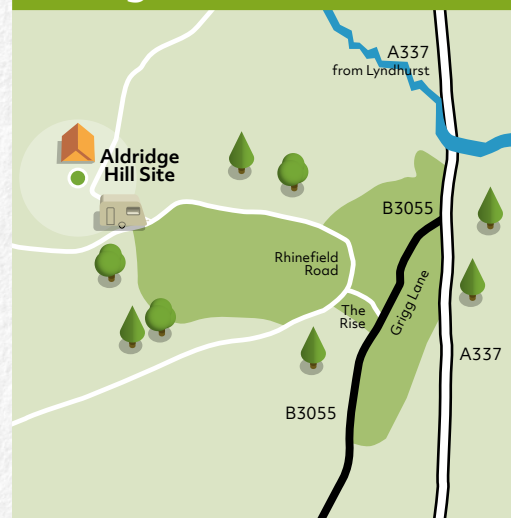 A337
from Lyndhurst
Aldridge
Hill Site
B3055
Rhinefield
Road
Grigg Lane
The
Rise
A337
B3055